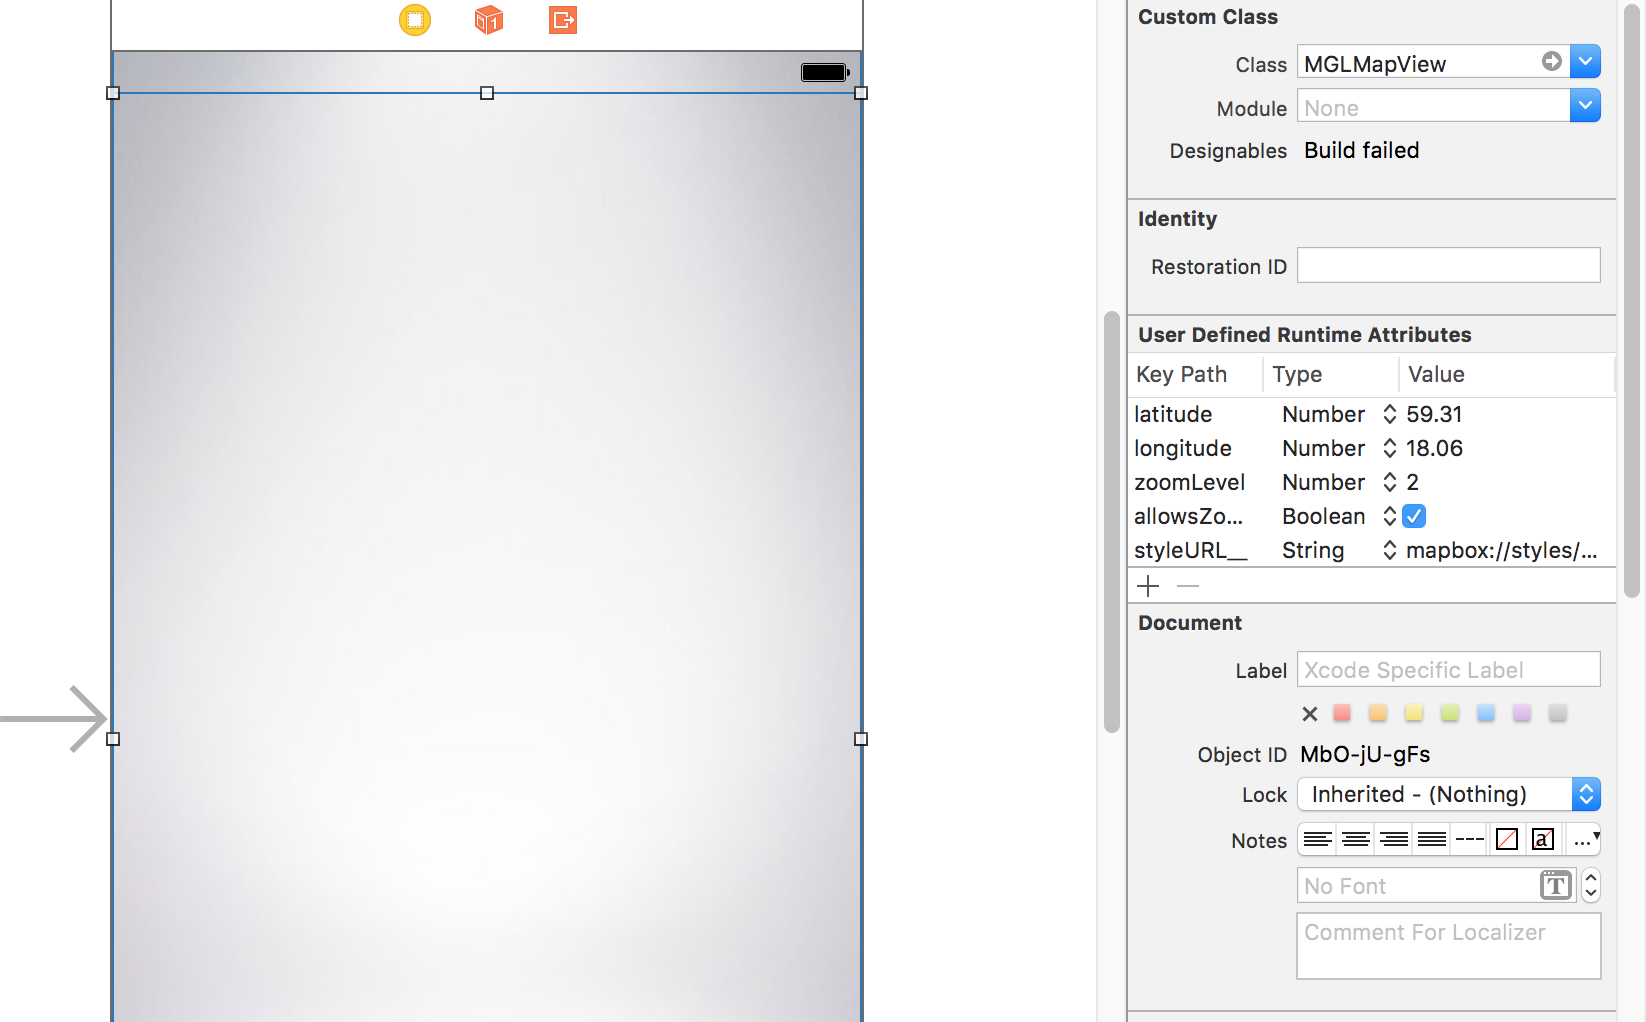 1
Custom Class
Class MGLMapView
Module None
Designables Build failed
Identity
Restoration ID
User Defined Runtime Attributes
Key Path Type Value
latitude Number 59.31
longitude Number 18.06
zoomLevel Number 2
allowsZo... Boolean
styleURL__ String mapbox://styles/...
Document
Label Xcode Specific Label
Object ID MbO-jU-gFs
Lock Inherited - (Nothing)
Notes a ...
No Font T
Comment For Localizer